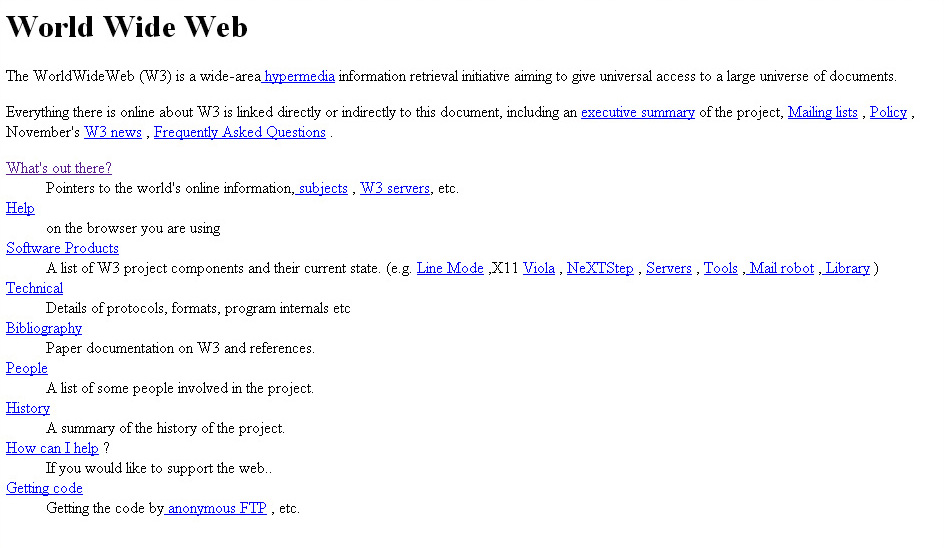 World Wide Web
The WorldWideWeb (W3) is a wide-area hypermedia information retrieval initiative aiming to give universal access to a large universe of documents.
Everything there is online about W3 is linked directly or indirectly to this document, including an executive summary of the project, Mailing lists , Policy ,
November's W3 news , Frequently Asked Questions .
What's out there?
Pointers to the world's online information, subjects , W3 servers, etc.
Help
on the browser you are using
Software Products
A list of W3 project components and their current state. (e.g. Line Mode ,X11 Viola , NeXTStep , Servers , Tools , Mail robot , Library )
Technical
Details of protocols, formats, program internals etc
Bibliography
Paper documentation on W3 and references.
People
A list of some people involved in the project.
History
A summary of the history of the project.
How can I help ?
If you would like to support the web..
Getting code
Getting the code by anonymous FTP , etc.